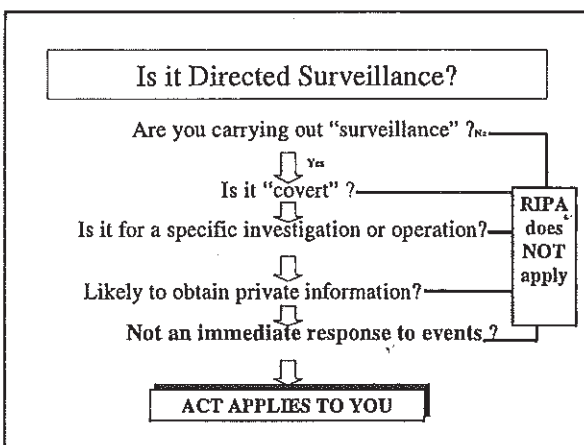 Is it Directed Surveillance?
Are you carrying out "surveillance" ? No
Yes
Is it "covert" ?
Is it for a specific investigation or operation?
Likely to obtain private information?
Not an immediate response to events ?
RIPA
does
NOT
apply
ACT APPLIES TO YOU